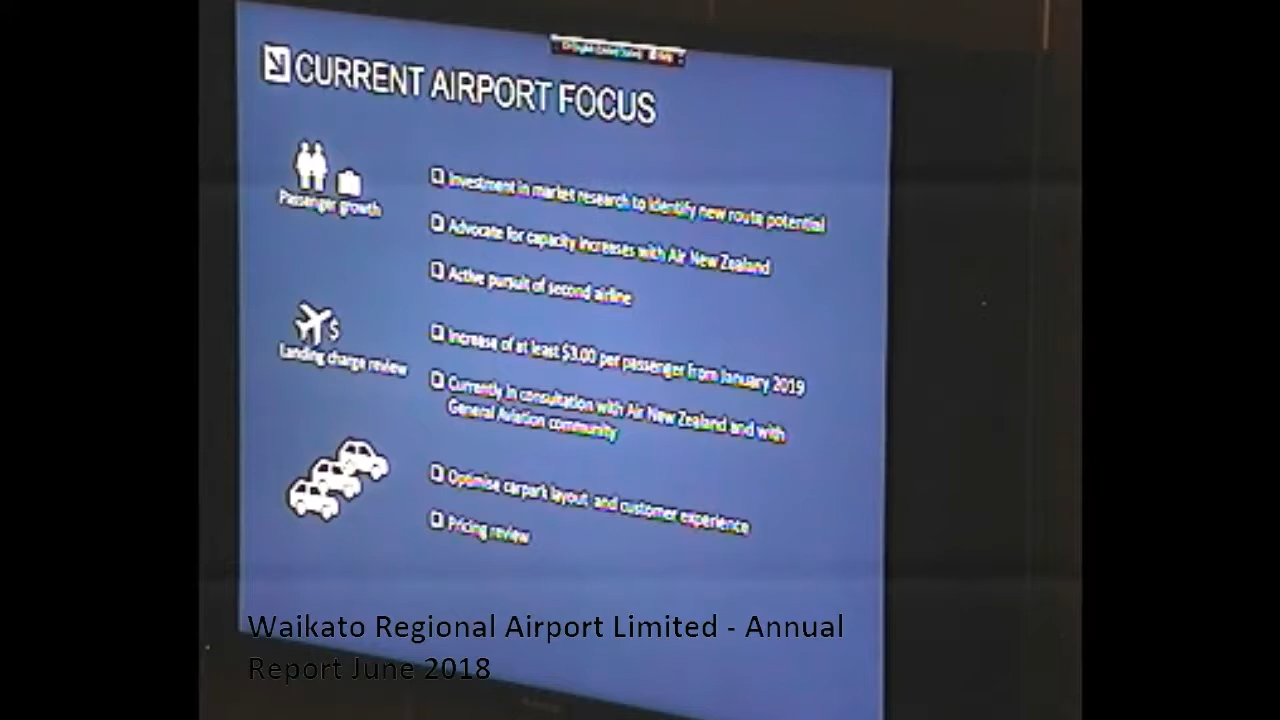 CURRENT AIRPORT FOCUS
Passenger growth
Investment in market research to identify new route potential
Advocate for capacity increases with Air New Zealand
Active pursuit of second airline
$
Landing charge review
Increase of at least $3.00 per passenger from January 2019
Currently in consultation with Air New Zealand and with
General Aviation community
Optimise carpark layout and customer experience
Pricing review
Waikato Regional Airport Limited - Annual
Report June 2018